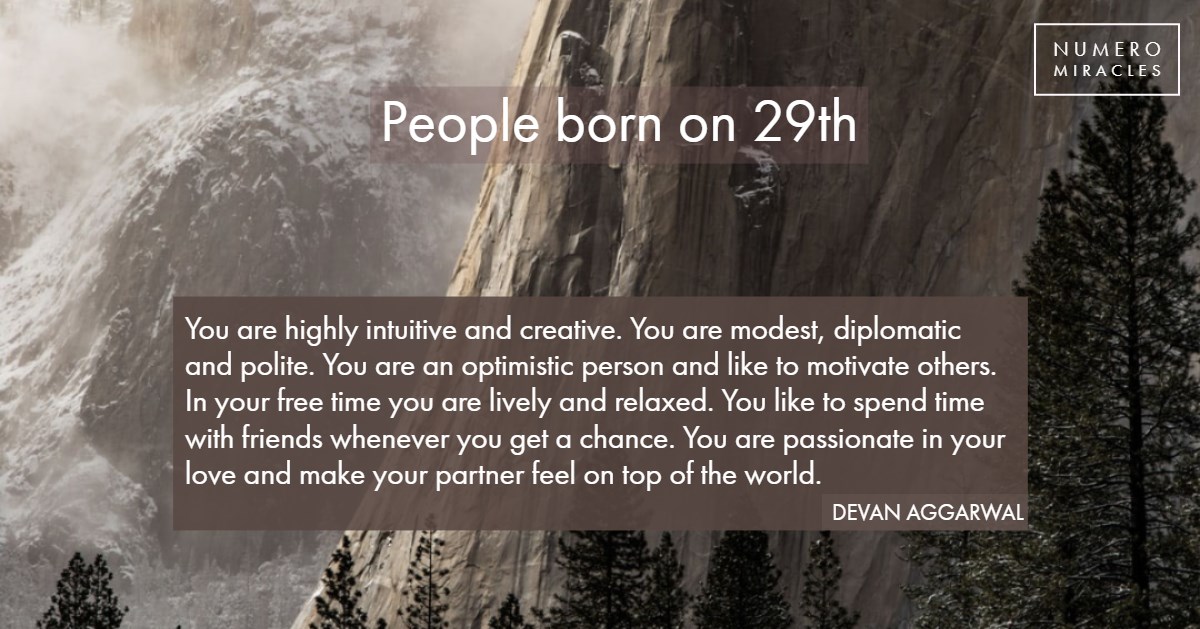 NUMERO
MIRACLES
People born on 29th
You are highly intuitive and creative. You are modest, diplomatic
and polite. You are an optimistic person and like to motivate others.
In your free time you are lively and relaxed. You like to spend time
with friends whenever you get a chance. You are passionate in your
love and make your partner feel on top of the world.
DEVAN AGGARWAL